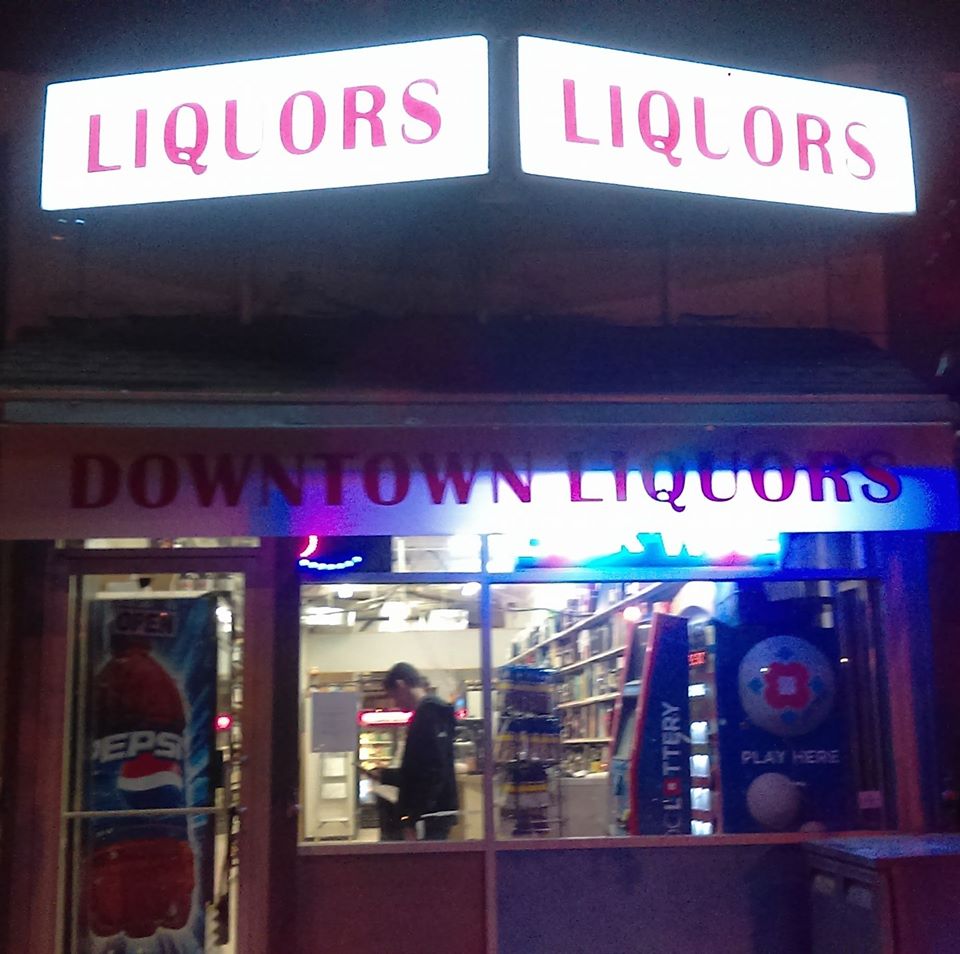 LIQUORS
LIQUORS
DOWNTOWN LIQUORS
OPEN
PEPSI
LOTTERY
PLAY HERE